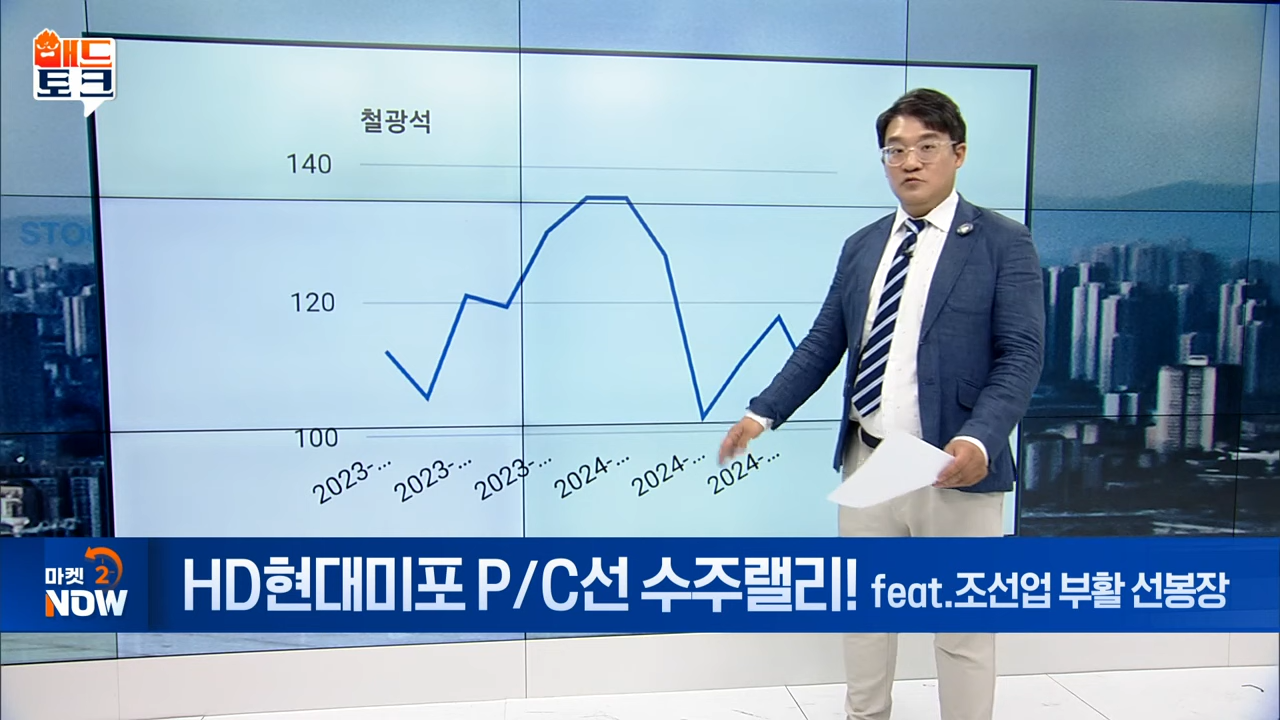 매드
토크
철광석
140
120
100
2023-...
2023-...
2023-...
2024-...
2024-...
2024-...
STO
마켓 2
NOW
HD현대미포 P/C선 수주랠리! feat.조선업 부활 선봉장